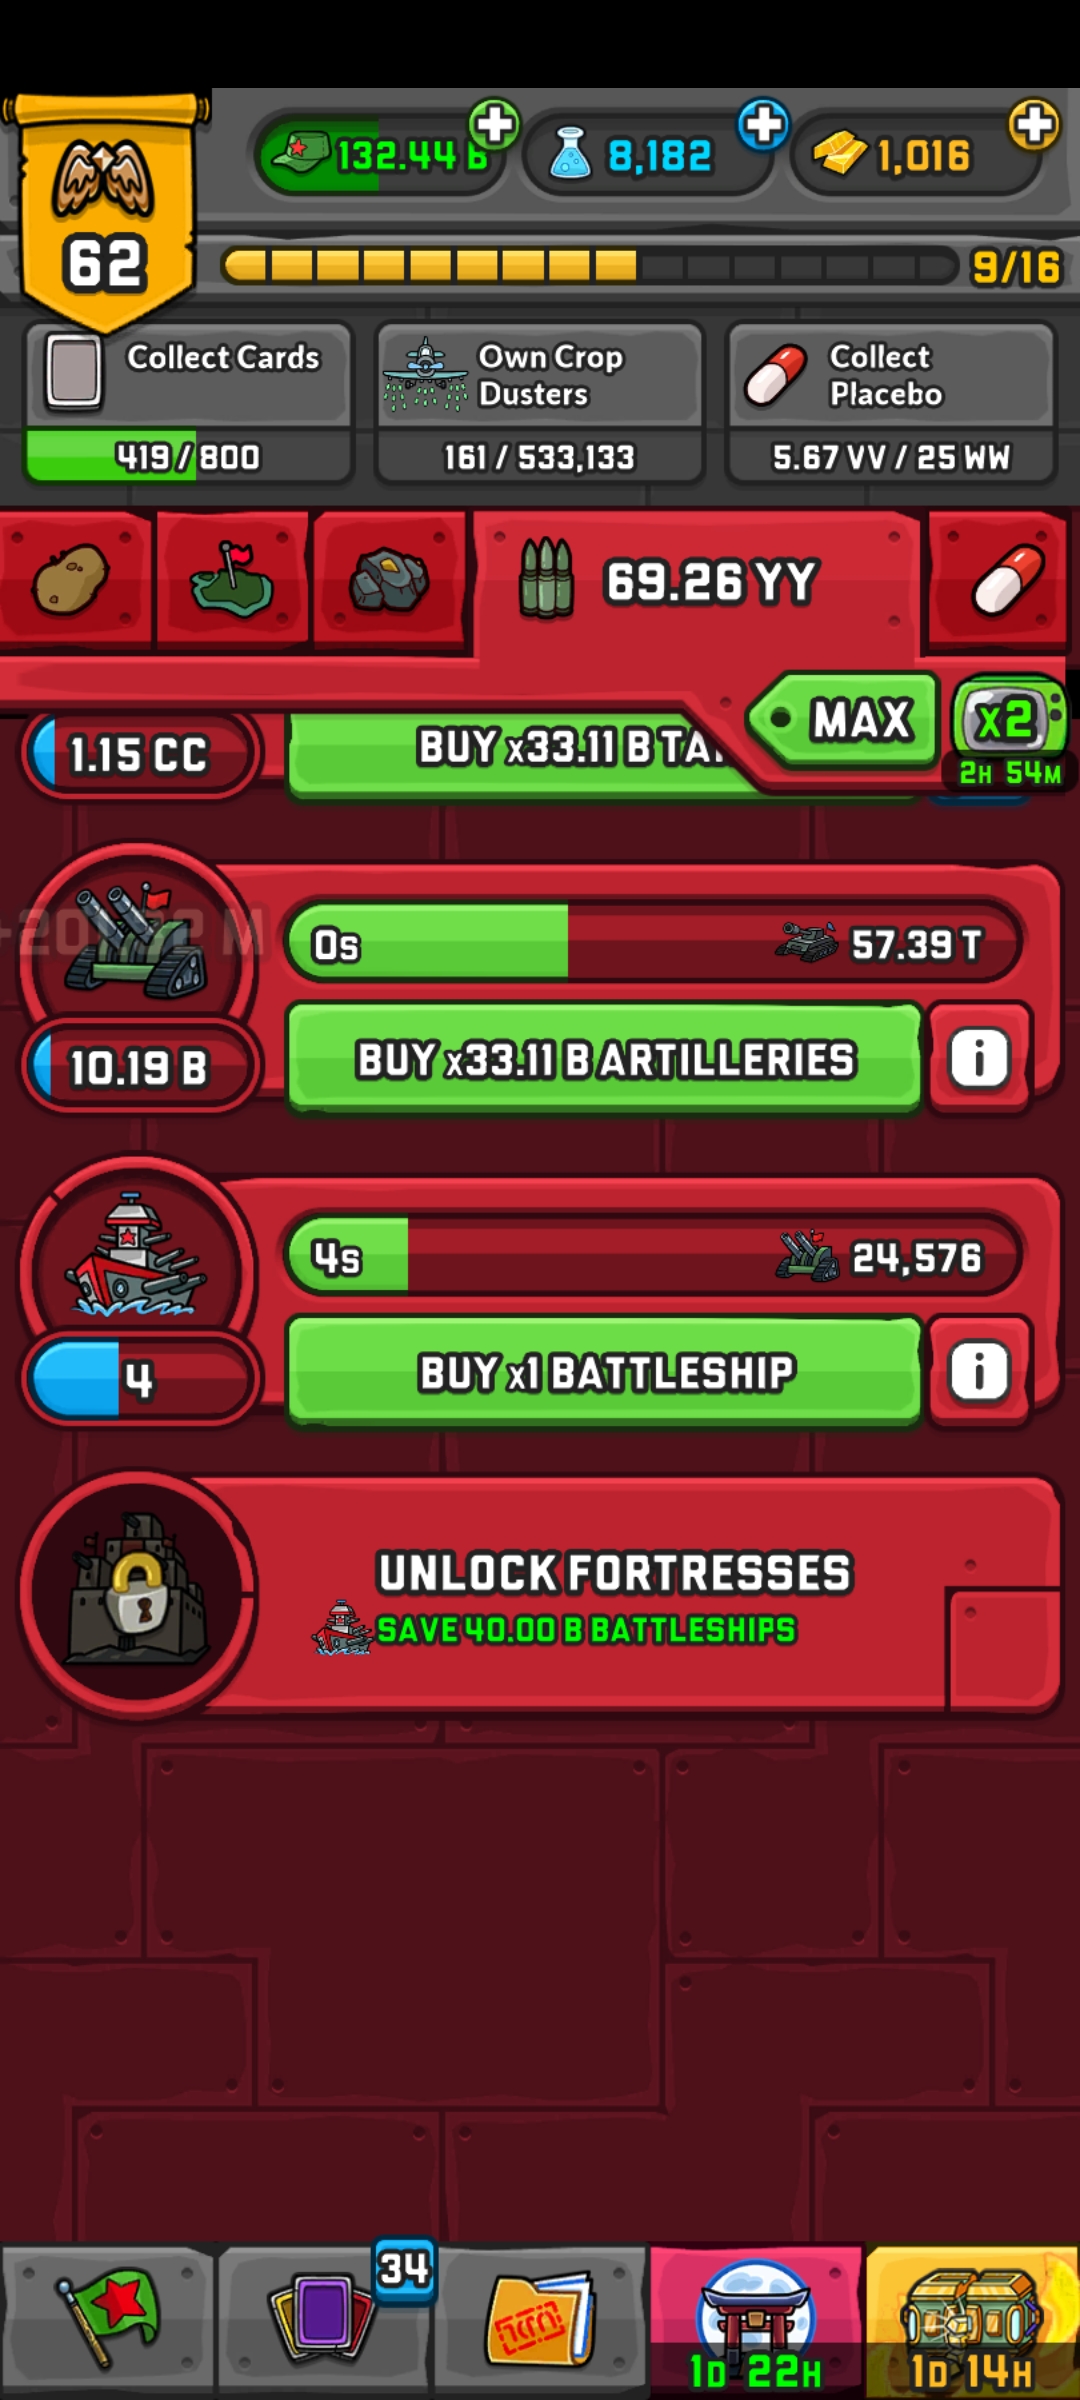 132.44 B
8,182
1,016
62
9/16
Collect Cards
419 / 800
Own Crop
Dusters
161 / 533,133
Collect
Placebo
5.67 VV / 25 WW
69.26 YY
MAX
x2
2H 54M
1.15 CC
BUY x33.11 B
0s
57.39 T
10.19 B
BUY x33.11 B ARTILLERIES
4s
24,576
4
BUY x1 BATTLESHIP
UNLOCK FORTRESSES
SAVE 40.00 B BATTLESHIPS
34
1D 22H
1D 14H